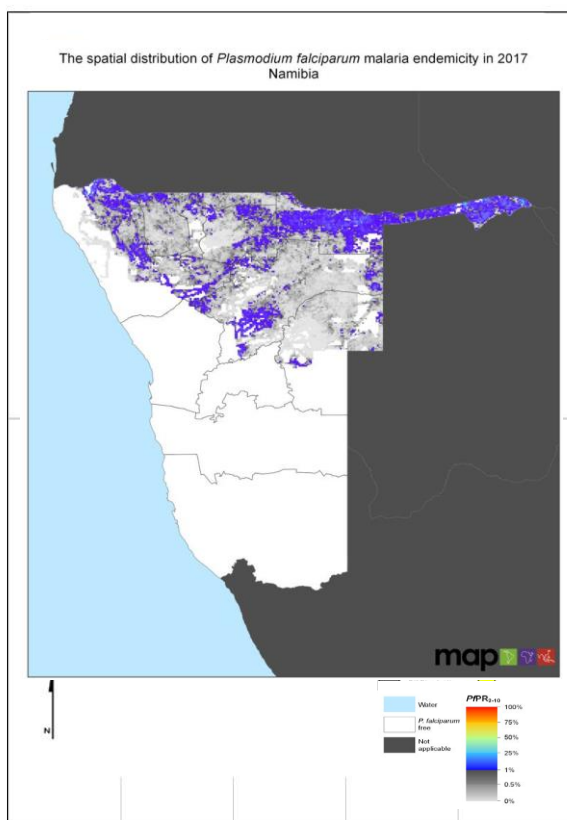 The spatial distribution of Plasmodium falciparum malaria endemicity in 2017
Namibia
map
N
Water
P. falciparum
free
Not
applicable
PfPR2-10
100%
75%
50%
25%
1%
0.5%
0%